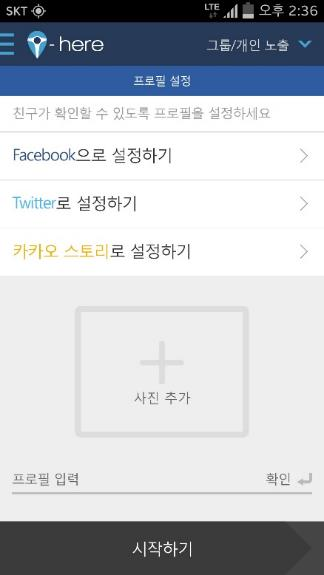 SKT LTE 오후 2:36
- here 그룹/개인 노출
프로필 설정
친구가 확인할 수 있도록 프로필을 설정하세요
Facebook으로 설정하기
Twitter로 설정하기
카카오 스토리로 설정하기
사진 추가
프로필 입력 확인
시작하기